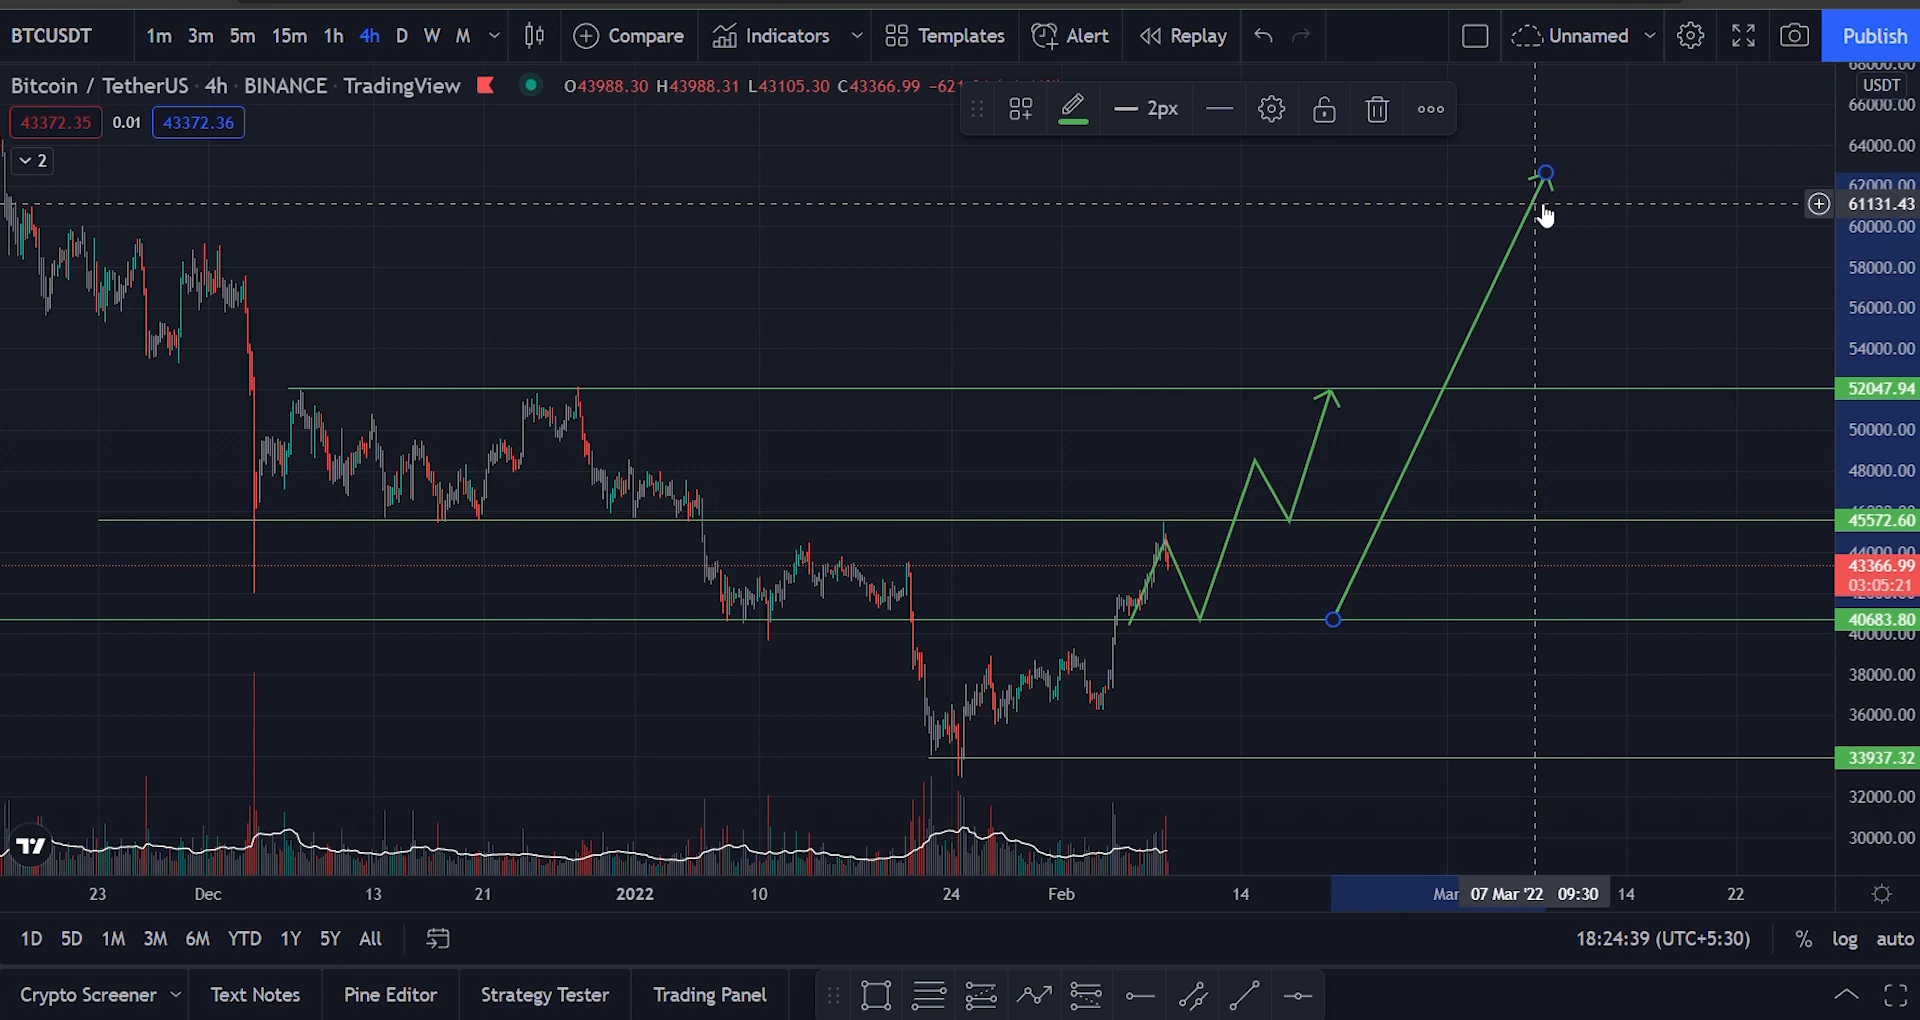 BTCUSDT 1m 3m 5m 15m 1h 4h D W M Compare Indicators Templates Alert Replay Unnamed Publish
Bitcoin / TetherUS · 4h · BINANCE · TradingView O43988.30 H43988.31 L43105.30 C43366.99
USDT
43372.35 0.01 43372.36
2
2px
66000.00
64000.00
62000.00
61131.43
60000.00
58000.00
56000.00
54000.00
52047.94
50000.00
48000.00
45572.60
44000.00
43366.99
03:05:21
40683.80
40000.00
38000.00
36000.00
33937.32
32000.00
30000.00
23 Dec 13 21 2022 10 24 Feb 14 Mar 07 Mar '22 09:30 14 22
1D 5D 1M 3M 6M YTD 1Y 5Y All 18:24:39 (UTC+5:30) % log auto
Crypto Screener Text Notes Pine Editor Strategy Tester Trading Panel